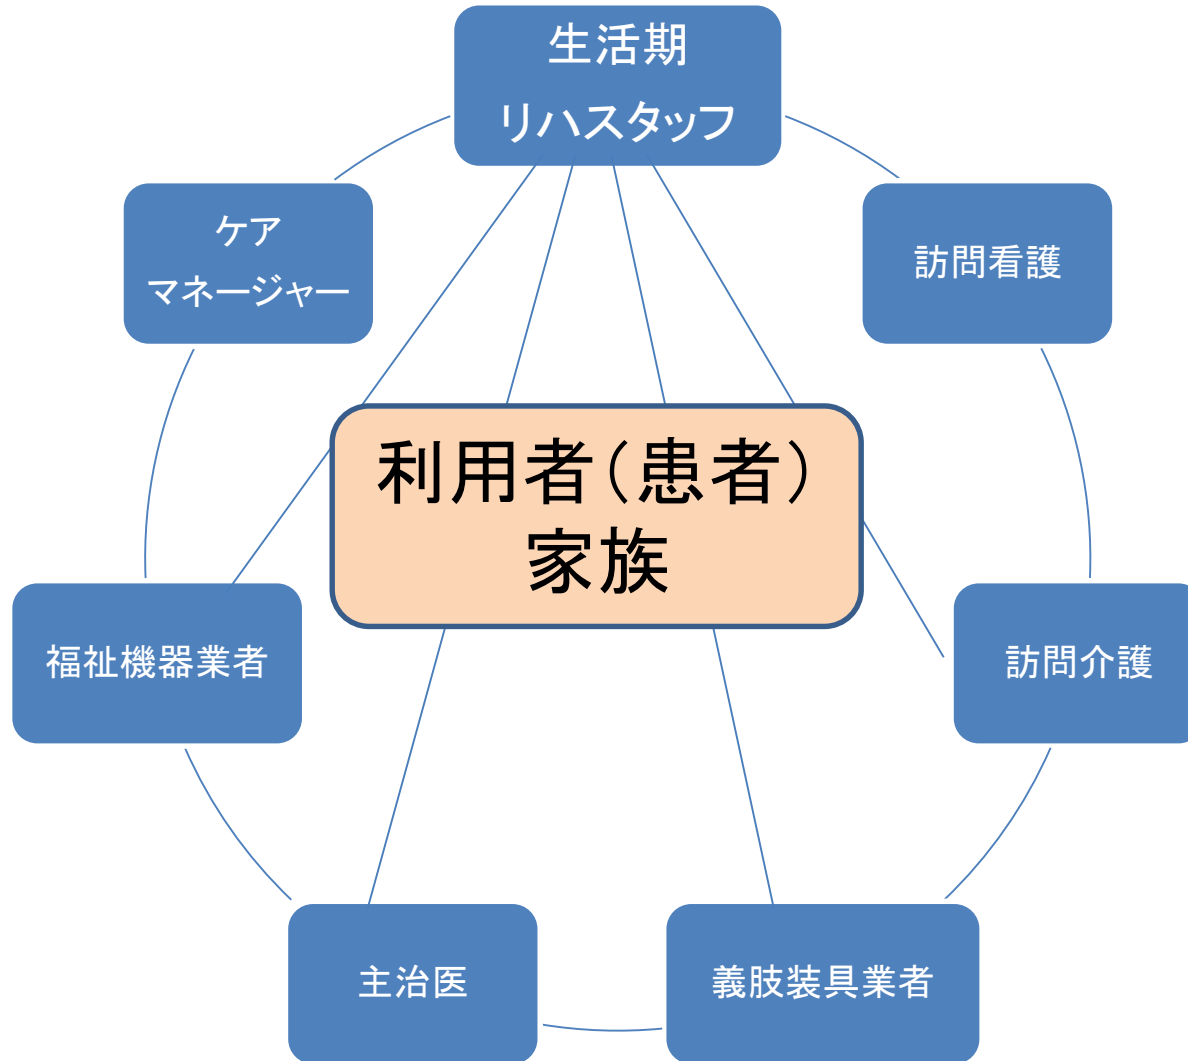 生活期
リハスタッフ
ケア
マネージャー
訪問看護
利用者（患者）
家族
福祉機器業者
訪問介護
主治医
義肢装具業者